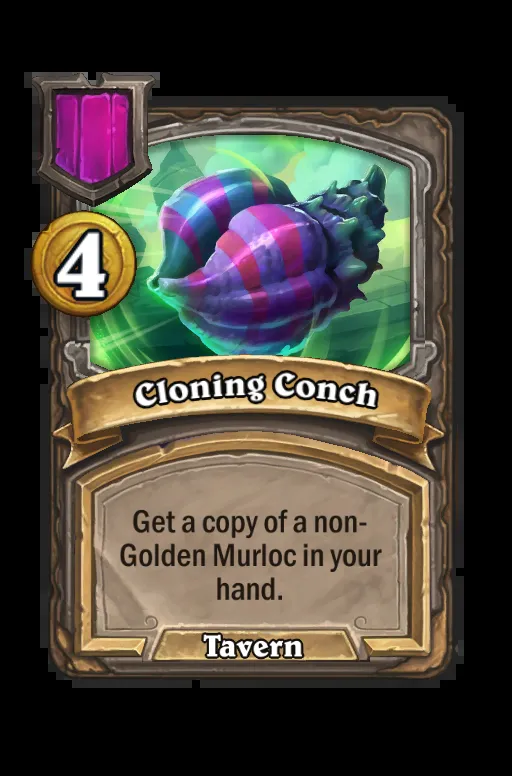 4
Cloning Conch
Get a copy of a non-
Golden Murloc in your
hand.
Tavern